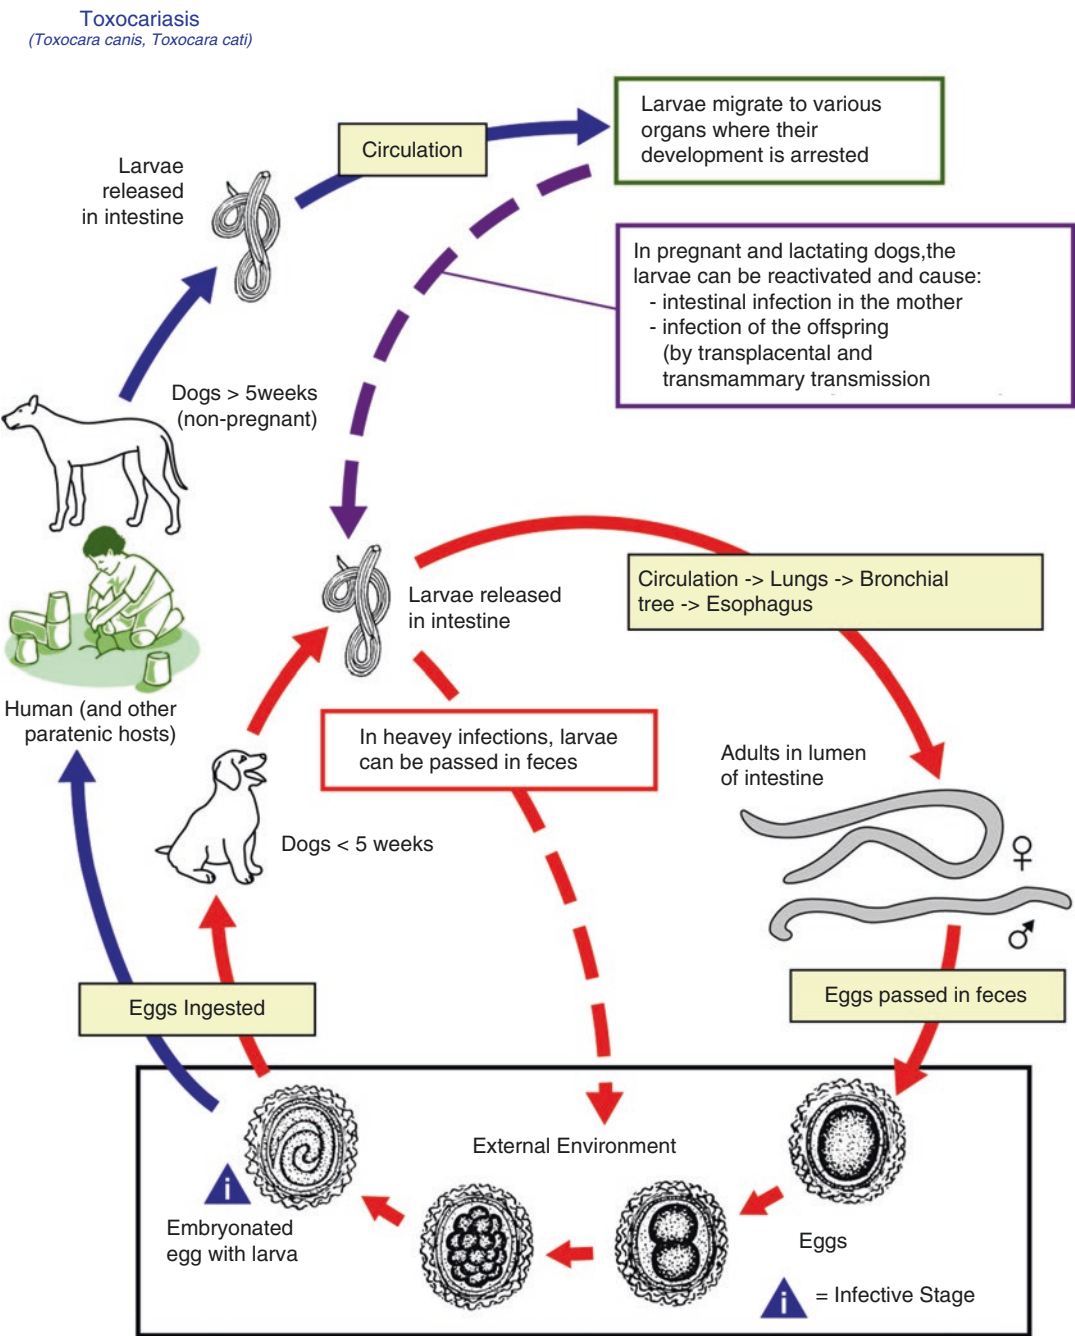 Toxocariasis
(Toxocara canis, Toxocara cati)
Larvae migrate to various
organs where their
development is arrested
Circulation
Larvae
released
in intestine
In pregnant and lactating dogs,the
larvae can be reactivated and cause:
- intestinal infection in the mother
- infection of the offspring
(by transplacental and
transmammary transmission
Dogs > 5weeks
(non-pregnant)
Circulation -> Lungs -> Bronchial
tree -> Esophagus
Larvae released
in intestine
Human (and other
paratenic hosts)
In heavey infections, larvae
can be passed in feces
Adults in lumen
of intestine
♀
Dogs < 5 weeks
♂
Eggs Ingested
Eggs passed in feces
External Environment
i
Embryonated
egg with larva
Eggs
i = Infective Stage